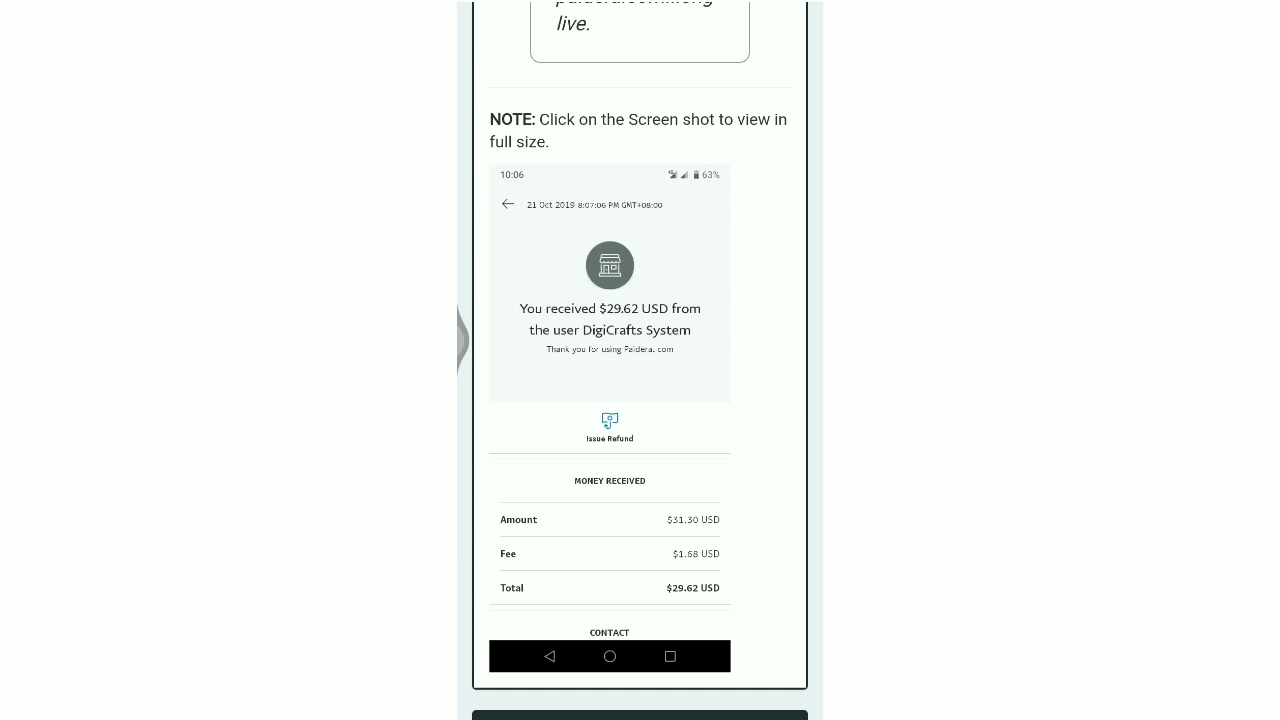 live.
NOTE: Click on the Screen shot to view in
full size.
10:06
63%
21 Oct 2019 8:07:06 PM GMT+08:00
You received $29.62 USD from
the user DigiCrafts System
Thank you for using Paidera. com
Issue Refund
MONEY RECEIVED
Amount $31.30 USD
Fee $1.68 USD
Total $29.62 USD
CONTACT